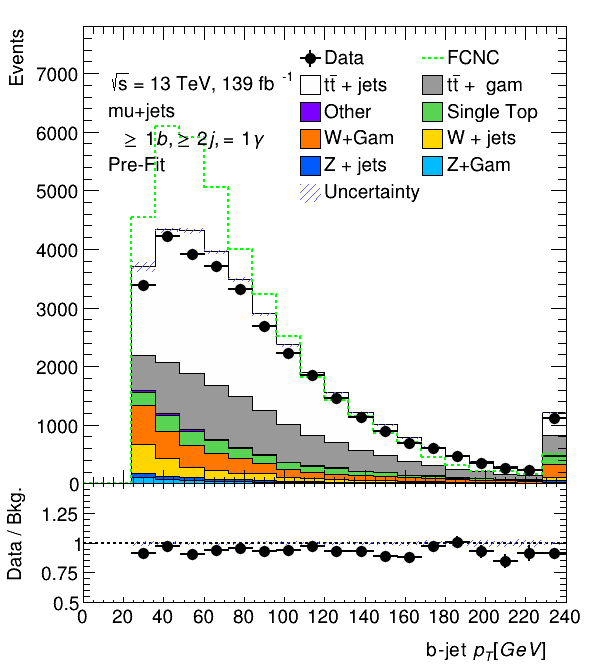 Events
7000
6000
5000
4000
3000
2000
1000
0
√s = 13 TeV, 139 fb⁻¹
mu+jets
≥ 1b, ≥ 2j, = 1γ
Pre-Fit
Data
FCNC
tt̄ + jets
tt̄ + gam
Other
Single Top
W+Gam
W + jets
Z + jets
Z+Gam
Uncertainty
Data / Bkg.
1.25
1
0.75
0.5
0 20 40 60 80 100 120 140 160 180 200 220 240
b-jet p_T[GeV]